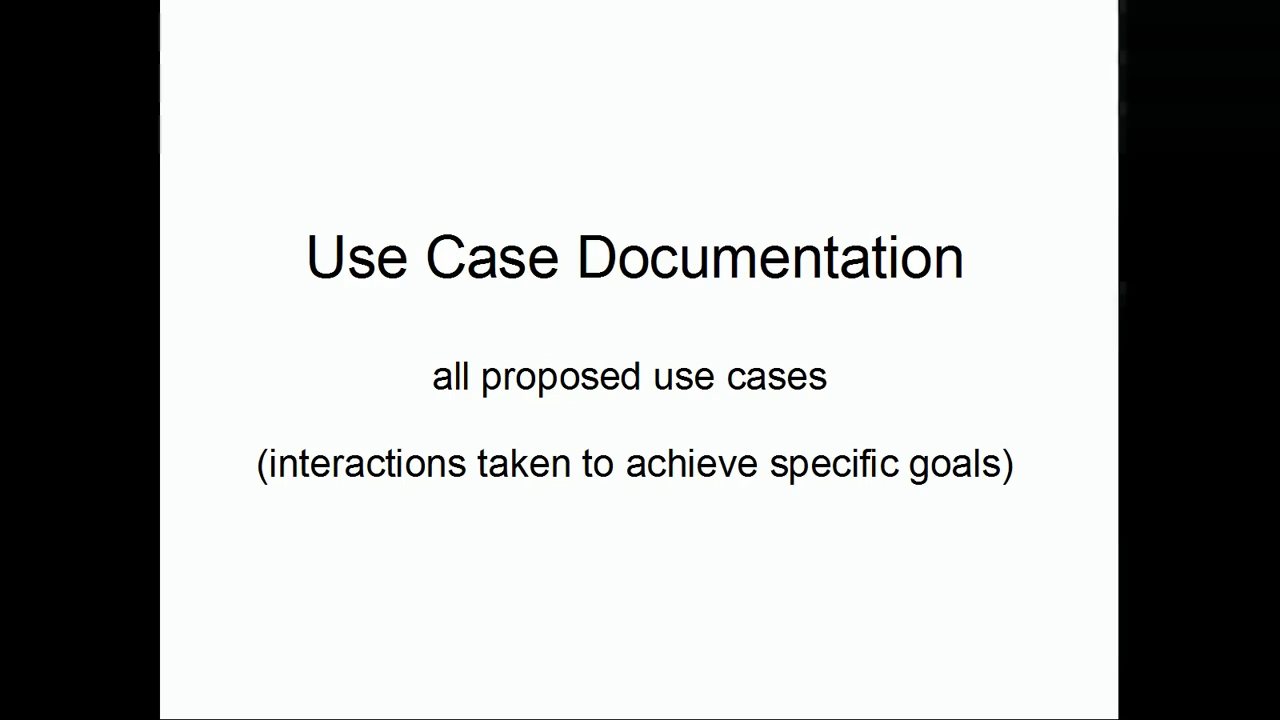 Use Case Documentation
all proposed use cases
(interactions taken to achieve specific goals)